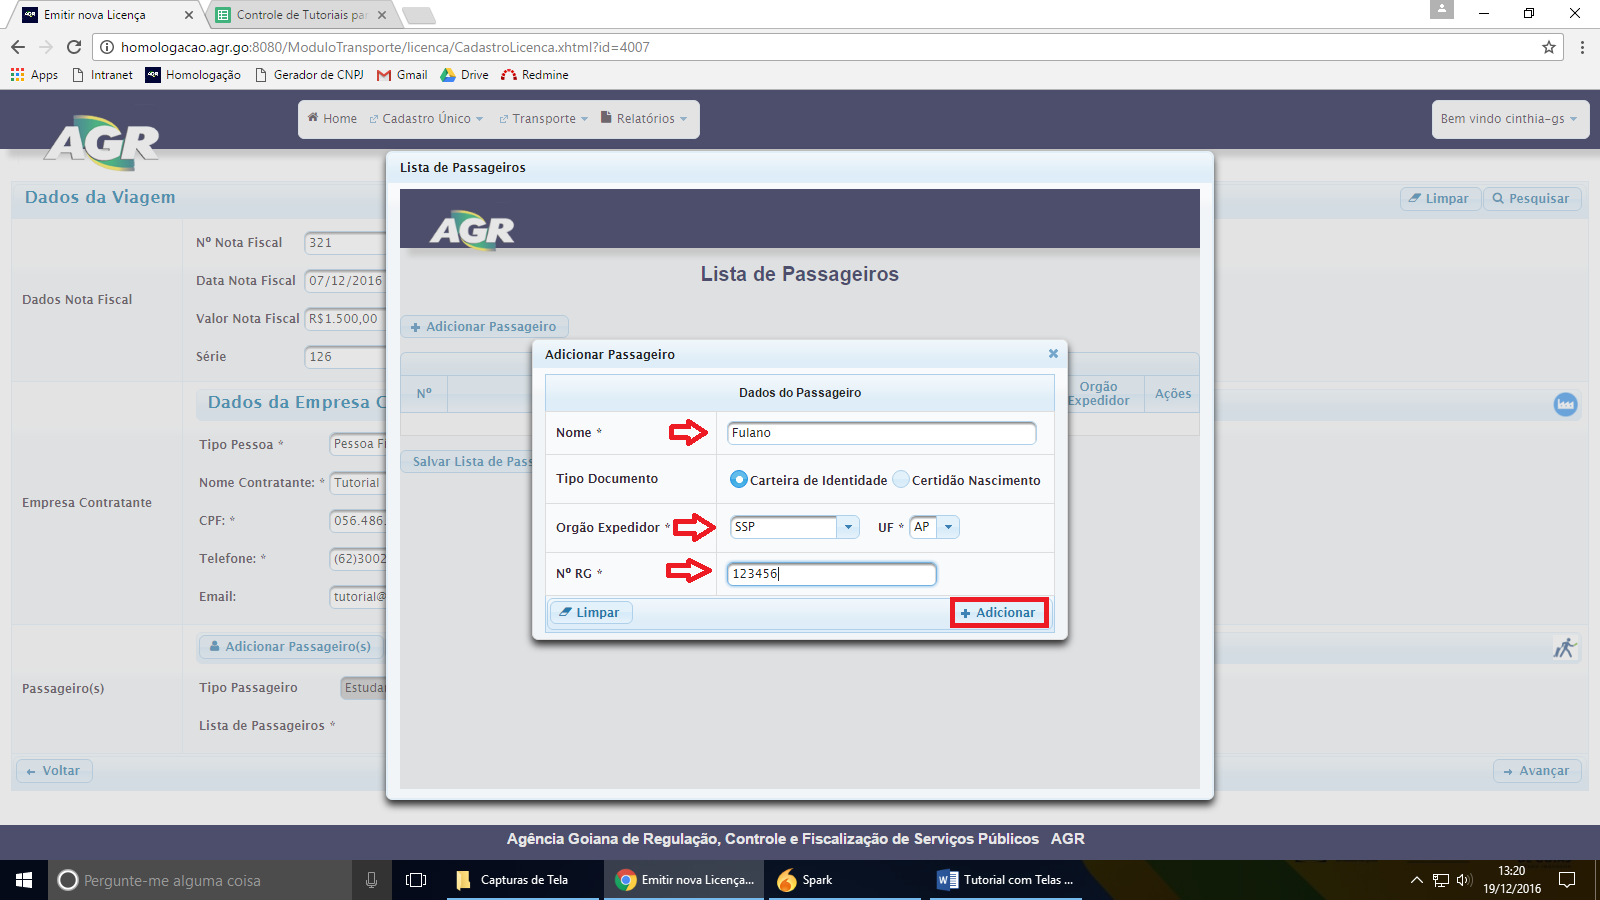 Emitir nova Licença
Controle de Tutoriais pa
homologacao.agr.go:8080/ModuloTransporte/licenca/CadastroLicenca.xhtml?id=4007
Apps Intranet AGR Homologação Gerador de CNPJ Gmail Drive Redmine
AGR
Home Cadastro Único Transporte Relatórios
Bem vindo cinthia-gs
Lista de Passageiros
AGR
Lista de Passageiros
Adicionar Passageiro
Dados da Viagem
Limpar Pesquisar
Dados Nota Fiscal
Nº Nota Fiscal 321
Data Nota Fiscal 07/12/2016
Valor Nota Fiscal R$1.500,00
Série 126
Nº Orgão Expedidor Ações
Salvar Lista de Pass
Empresa Contratante
Dados da Empresa C
Tipo Pessoa * Pessoa Fí
Nome Contratante: * Tutorial
CPF: * 056.486.
Telefone: * (62)3002
Email: tutorial@
Passageiro(s)
Adicionar Passageiro(s)
Tipo Passageiro Estudan
Lista de Passageiros *
Voltar Avançar
Adicionar Passageiro
Dados do Passageiro
Nome * Fulano
Tipo Documento Carteira de Identidade Certidão Nascimento
Orgão Expedidor * SSP UF * AP
Nº RG * 123456
Limpar Adicionar
Agência Goiana de Regulação, Controle e Fiscalização de Serviços Públicos AGR
Pergunte-me alguma coisa
Capturas de Tela
Emitir nova Licença...
Spark
Tutorial com Telas ...
13:20
19/12/2016